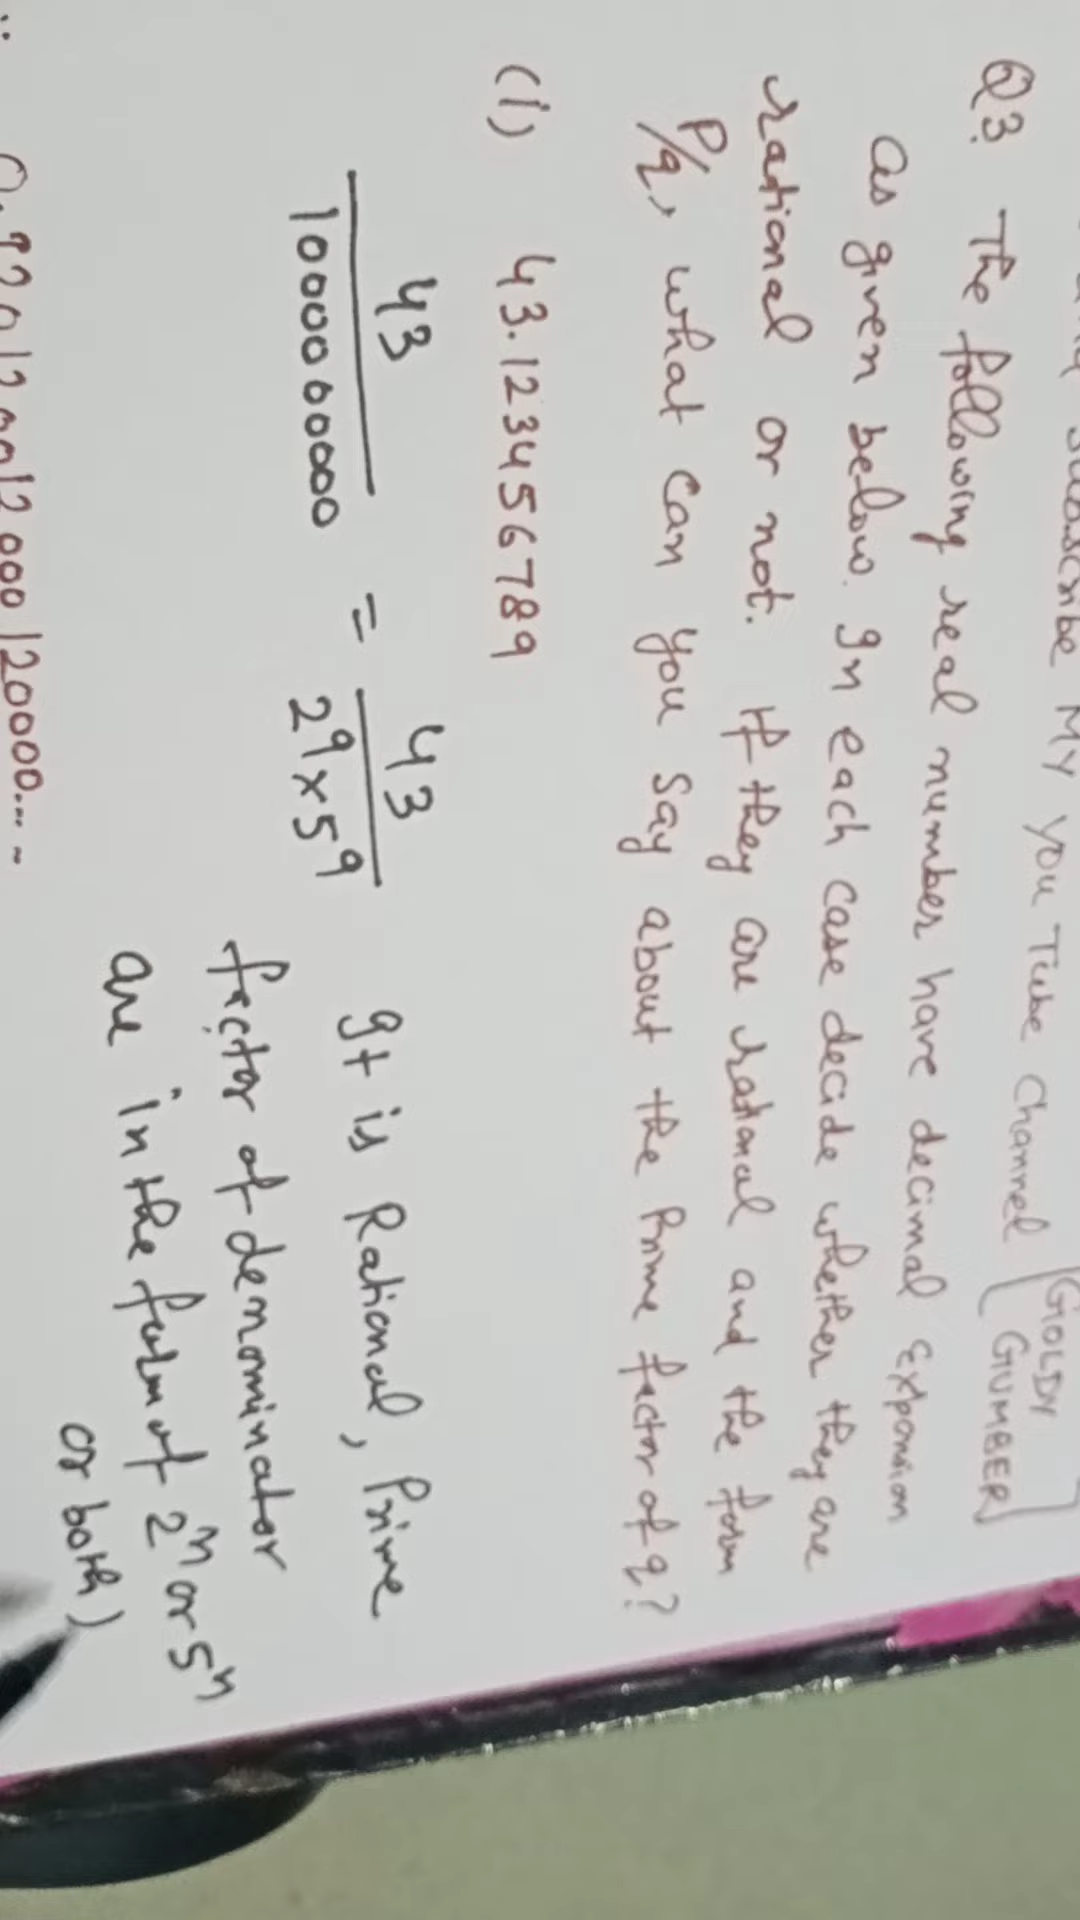 Subscribe My You Tube Channel [GOLDY GUMBER]
Q3. The following real number have decimal expansion
as given below. In each case decide whether they are
rational or not. If they are rational and the form
P/q, what can you say about the Prime factor of q?
(i) 43.123456789
43/1000000000 = 43/2⁹×5⁹ It is Rational, Prime
factor of denominator
are in the form of 2ⁿ or 5ⁿ
or both)
000 120000....